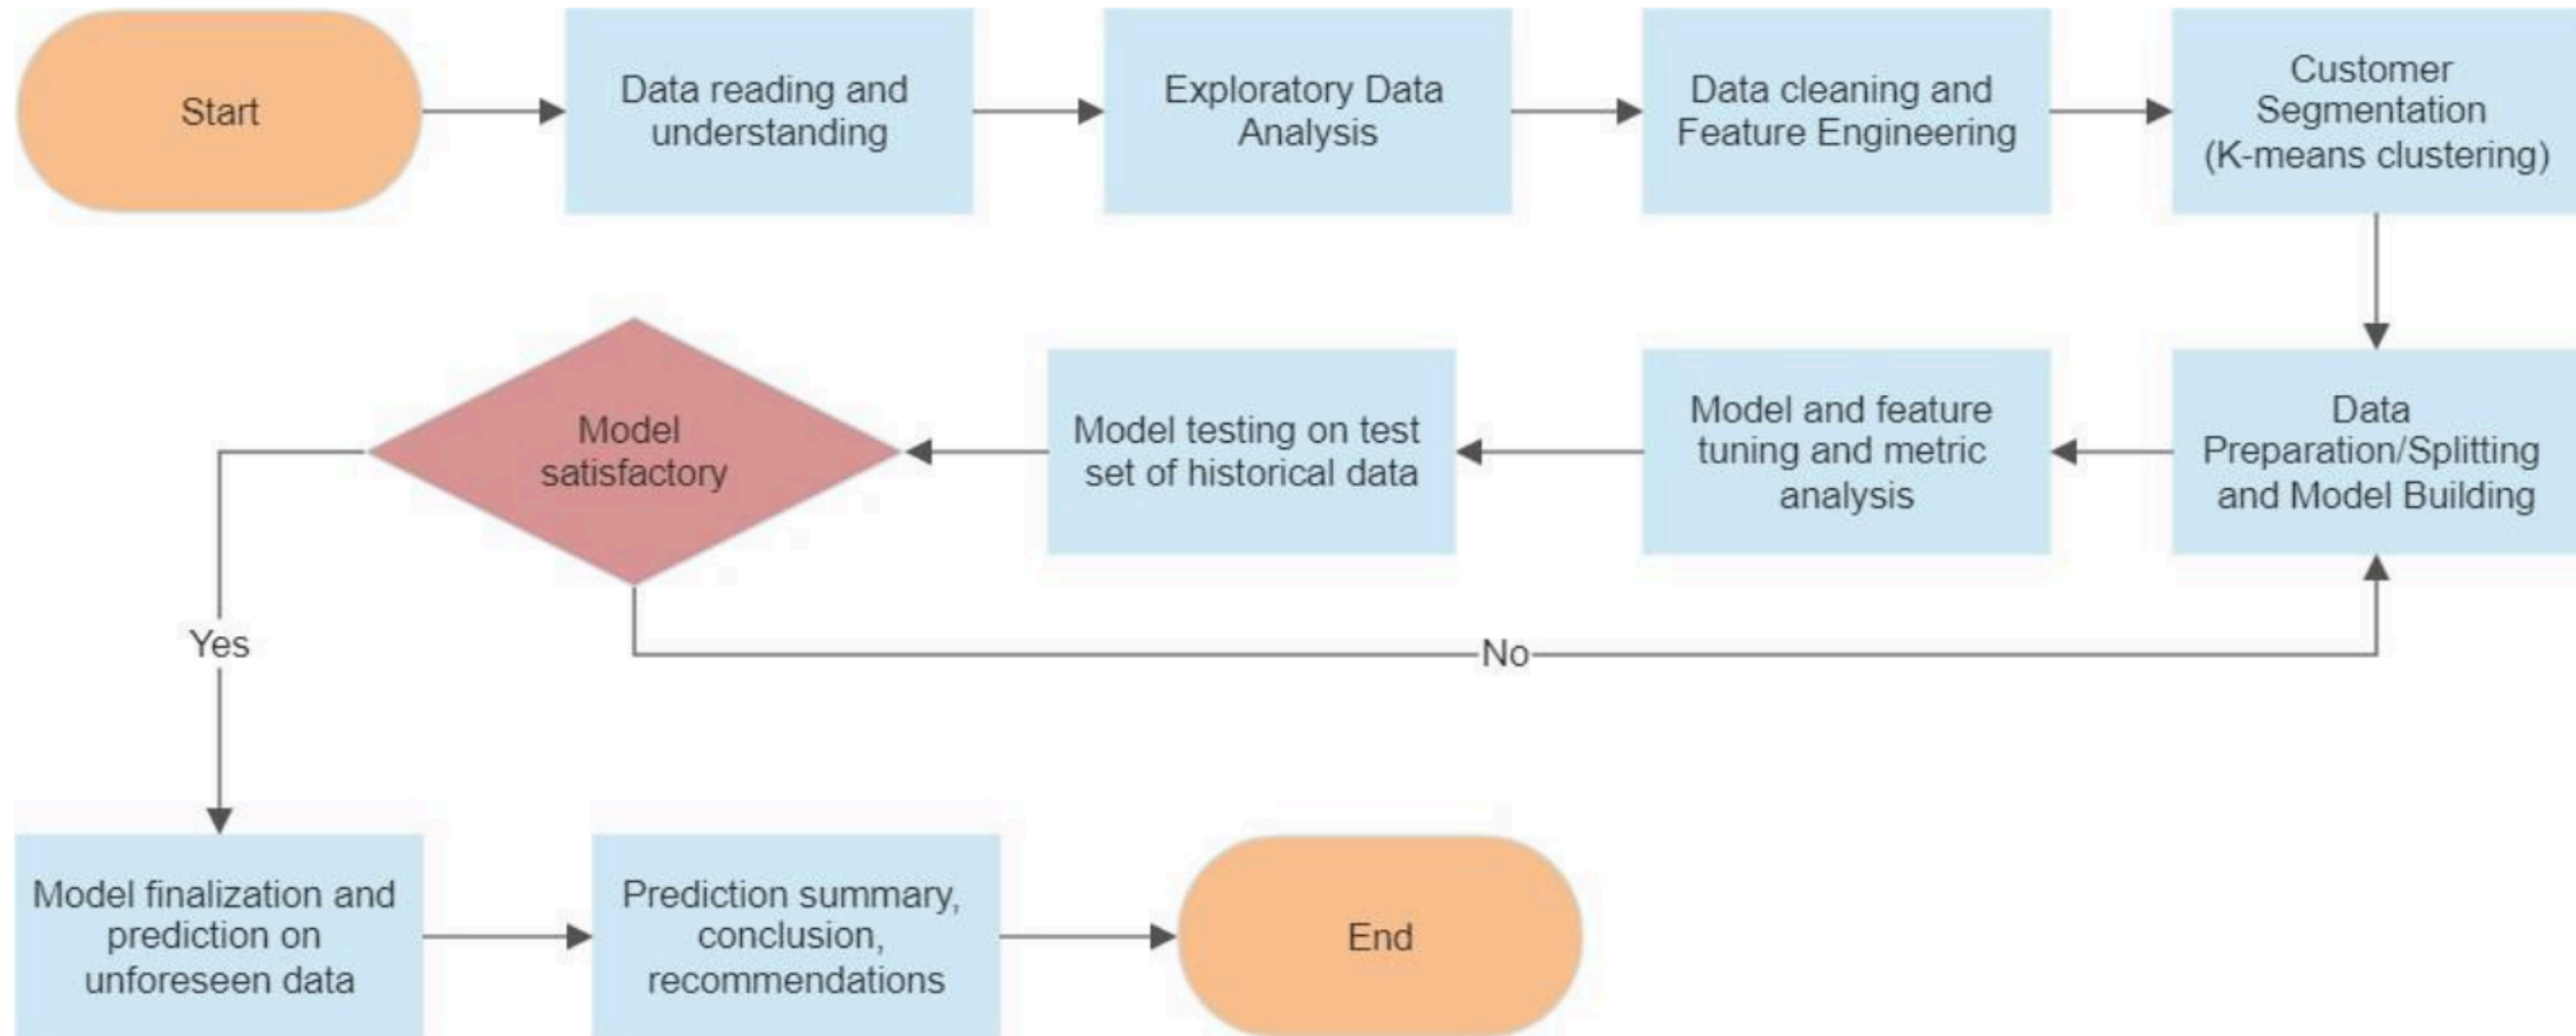 Start
Data reading and
understanding
Exploratory Data
Analysis
Data cleaning and
Feature Engineering
Customer
Segmentation
(K-means clustering)
Data
Preparation/Splitting
and Model Building
Model and feature
tuning and metric
analysis
Model testing on test
set of historical data
Model
satisfactory
Yes
No
Model finalization and
prediction on
unforeseen data
Prediction summary,
conclusion,
recommendations
End